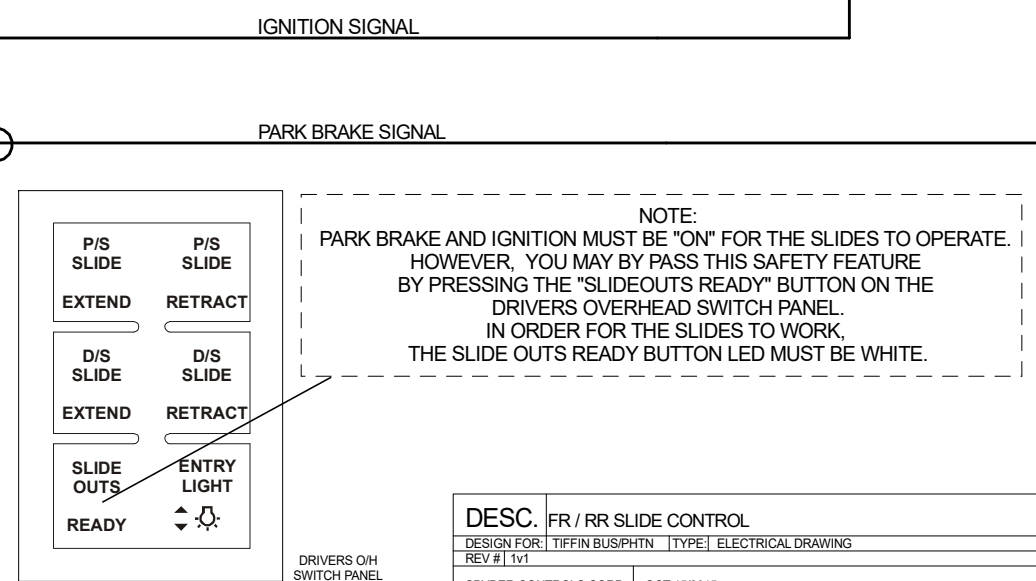 IGNITION SIGNAL
PARK BRAKE SIGNAL
P/S SLIDE EXTEND
P/S SLIDE RETRACT
D/S SLIDE EXTEND
D/S SLIDE RETRACT
SLIDE OUTS READY
ENTRY LIGHT
NOTE:
PARK BRAKE AND IGNITION MUST BE "ON" FOR THE SLIDES TO OPERATE.
HOWEVER, YOU MAY BY PASS THIS SAFETY FEATURE
BY PRESSING THE "SLIDEOUTS READY" BUTTON ON THE
DRIVERS OVERHEAD SWITCH PANEL.
IN ORDER FOR THE SLIDES TO WORK,
THE SLIDE OUTS READY BUTTON LED MUST BE WHITE.
DRIVERS O/H
SWITCH PANEL
DESC. FR / RR SLIDE CONTROL
DESIGN FOR: TIFFIN BUS/PHTN TYPE: ELECTRICAL DRAWING
REV # 1v1